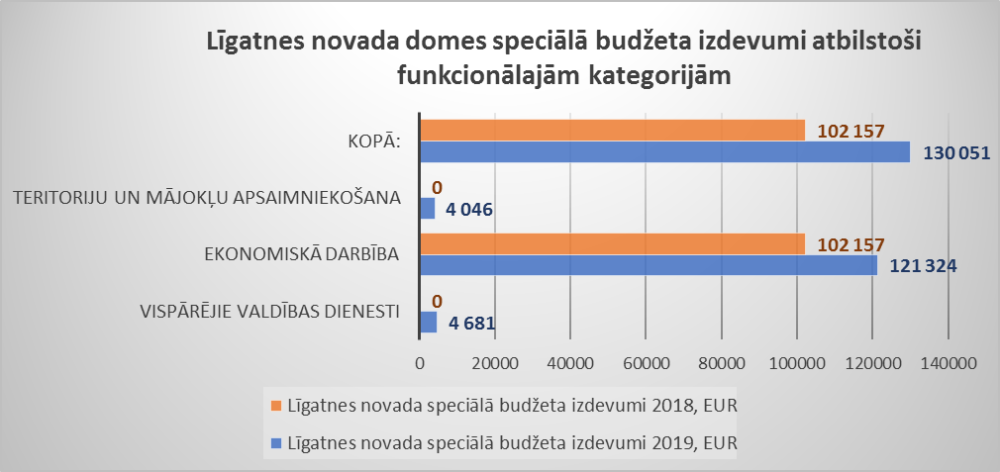 Līgatnes novada domes speciālā budžeta izdevumi atbilstoši
funkcionālajām kategorijām
KOPĀ:
102 157
130 051
TERITORIJU UN MĀJOKĻU APSAIMNIEKOŠANA
0
4 046
EKONOMISKĀ DARBĪBA
102 157
121 324
VISPĀRĒJIE VALDĪBAS DIENESTI
0
4 681
0 20000 40000 60000 80000 100000 120000 140000
Līgatnes novada speciālā budžeta izdevumi 2018, EUR
Līgatnes novada speciālā budžeta izdevumi 2019, EUR